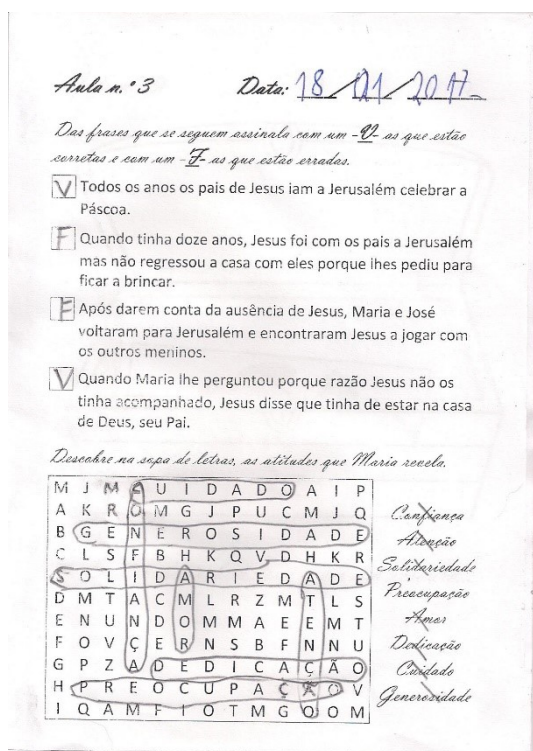 Aula n.º 3 Data: 18/01/2017
Das frases que se seguem assinala com um -V- as que estão
corretas e com um -F- as que estão erradas.
V Todos os anos os pais de Jesus iam a Jerusalém celebrar a
Páscoa.
F Quando tinha doze anos, Jesus foi com os pais a Jerusalém
mas não regressou a casa com eles porque lhes pediu para
ficar a brincar.
F Após darem conta da ausência de Jesus, Maria e José
voltaram para Jerusalém e encontraram Jesus a jogar com
os outros meninos.
V Quando Maria lhe perguntou porque razão Jesus não os
tinha acompanhado, Jesus disse que tinha de estar na casa
de Deus, seu Pai.
Descobre na sopa de letras, as atitudes que Maria revela.
M J M C U I D A D O A I P
A K R O M G J P U C M J Q
B G E N E R O S I D A D E
C L S F B H K Q V D H K R
S O L I D A R I E D A D E
D M T A C M L R Z M T L S
E N U N D O M M A E E M T
F O V Ç E R N S B F N N U
G P Z A D E D I C A Ç Ã O
H P R E O C U P A Ç Ã O V
I Q A M F I O T M G O O M
Confiança
Atenção
Solidariedade
Preocupação
Amor
Dedicação
Cuidado
Generosidade